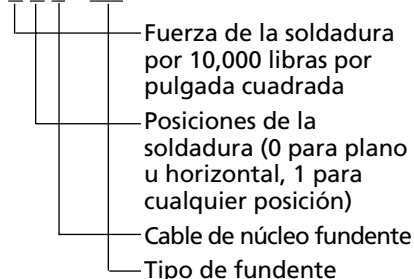 Fuerza de la soldadura
por 10,000 libras por
pulgada cuadrada
Posiciones de la
soldadura (0 para plano
u horizontal, 1 para
cualquier posición)
Cable de núcleo fundente
Tipo de fundente